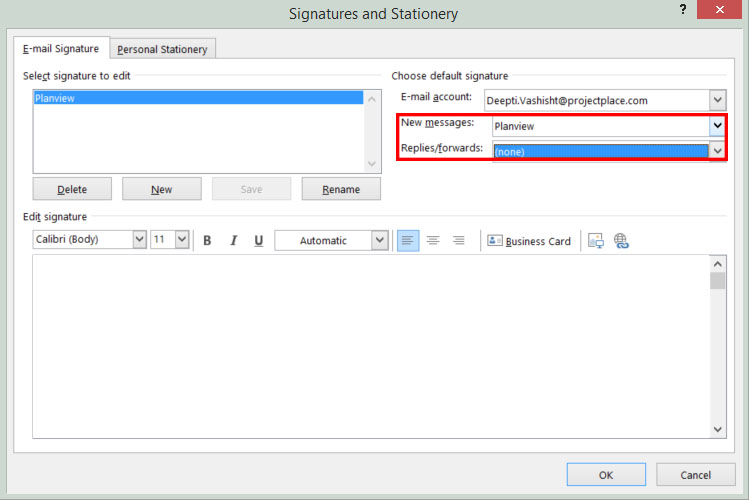 Signatures and Stationery
?
E-mail Signature
Personal Stationery
Select signature to edit
Planview
Delete
New
Save
Rename
Choose default signature
E-mail account:
Deepti.Vashisht@projectplace.com
New messages:
Planview
Replies/forwards:
(none)
Edit signature
Calibri (Body)
11
B
I
U
Automatic
Business Card
OK
Cancel